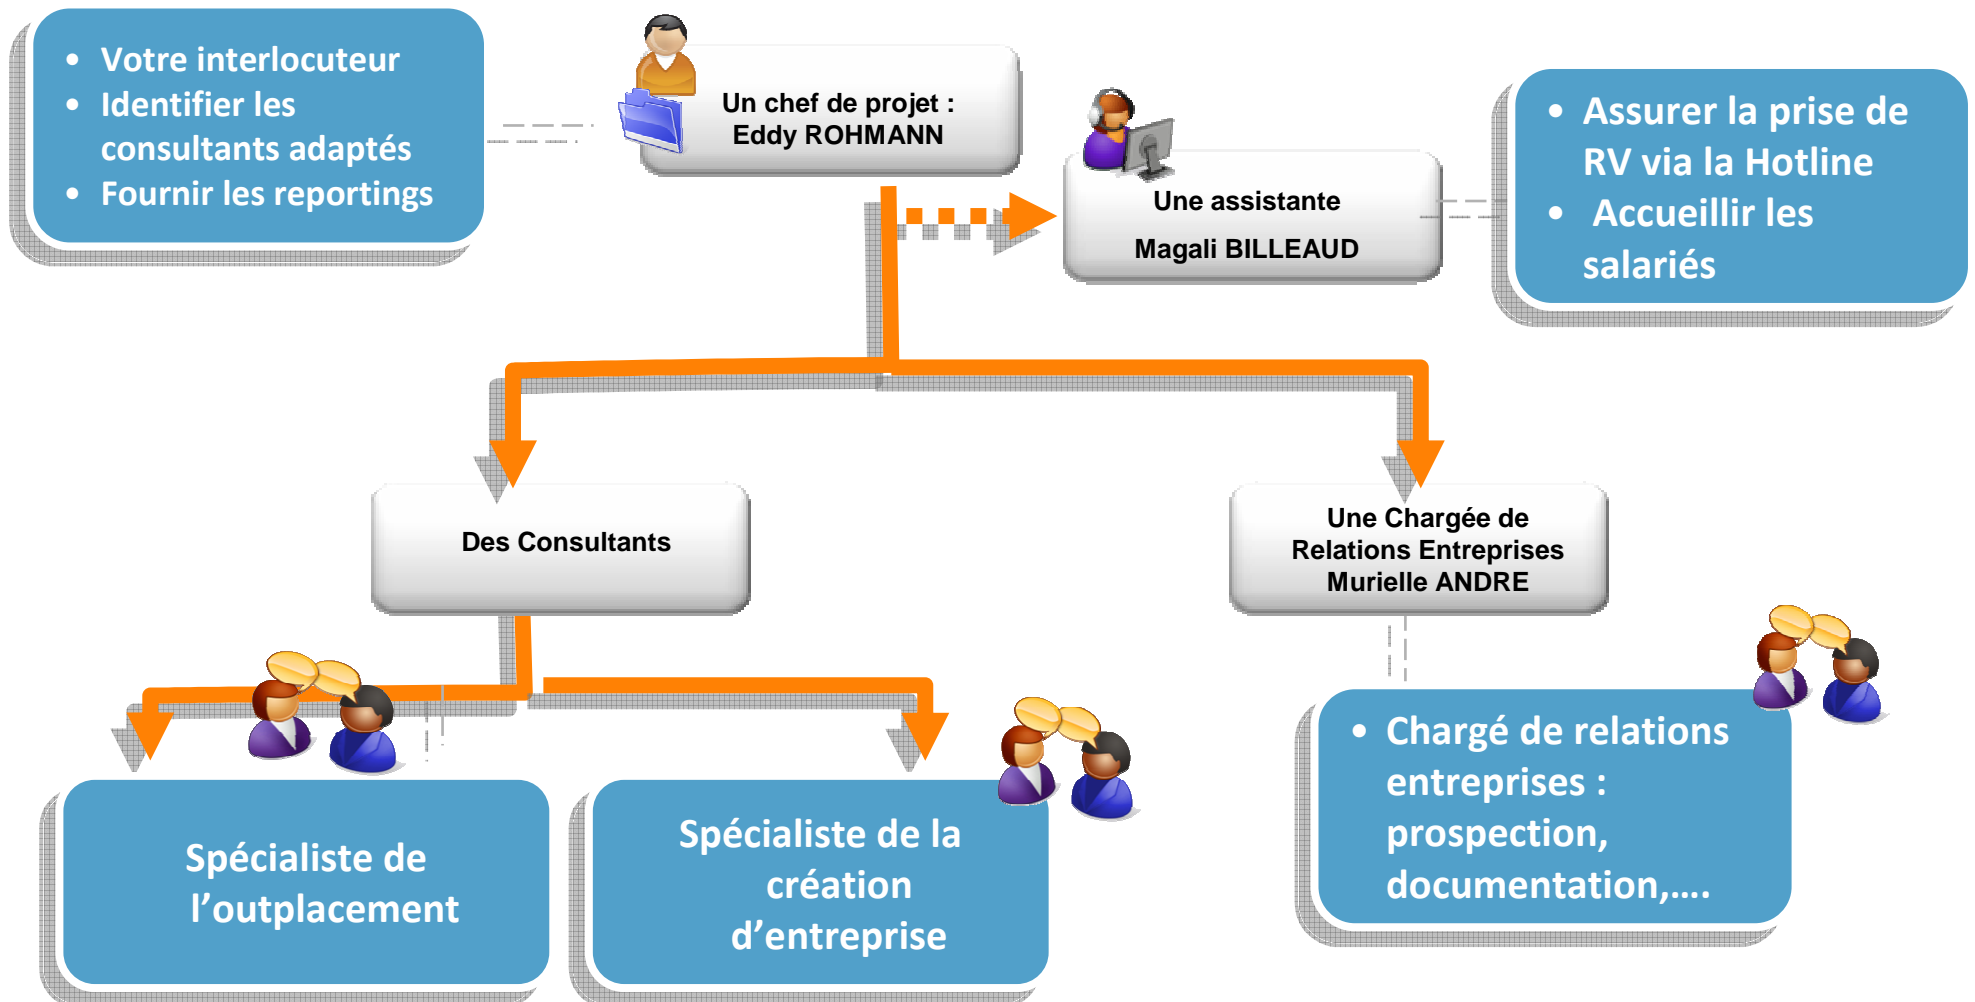 • Votre interlocuteur
• Identifier les
consultants adaptés
• Fournir les reportings
Un chef de projet :
Eddy ROHMANN
Une assistante
Magali BILLEAUD
• Assurer la prise de
RV via la Hotline
• Accueillir les
salariés
Des Consultants
Une Chargée de
Relations Entreprises
Murielle ANDRE
Spécialiste de
l’outplacement
Spécialiste de la
création
d’entreprise
• Chargé de relations
entreprises :
prospection,
documentation,….